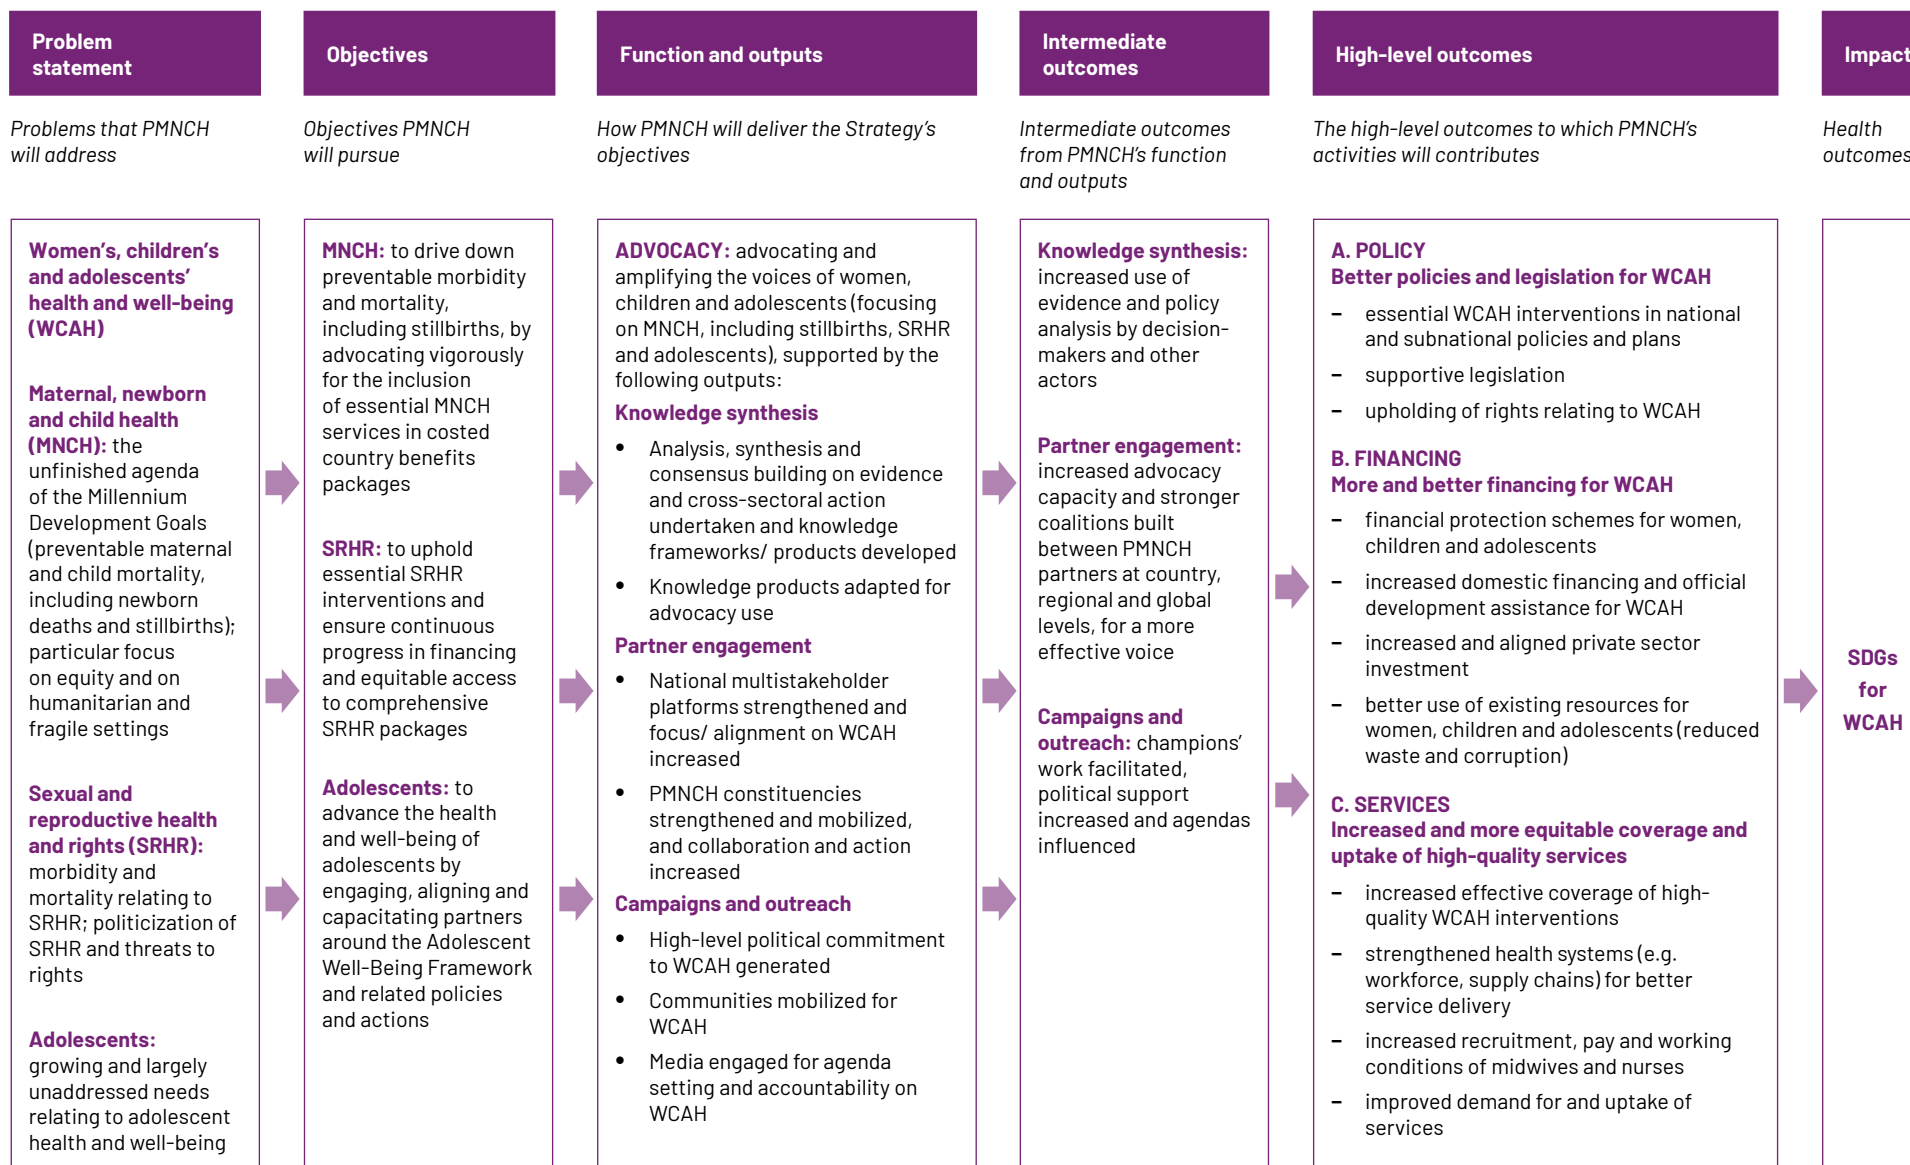 Problem
statement
Objectives
Function and outputs
Intermediate
outcomes
High-level outcomes
Impact
Problems that PMNCH
will address
Objectives PMNCH
will pursue
How PMNCH will deliver the Strategy's
objectives
Intermediate outcomes
from PMNCH's function
and outputs
The high-level outcomes to which PMNCH's
activities will contributes
Health
outcomes
Women's, children's
and adolescents'
health and well-being
(WCAH)
Maternal, newborn
and child health
(MNCH): the
unfinished agenda
of the Millennium
Development Goals
(preventable maternal
and child mortality,
including newborn
deaths and stillbirths);
particular focus
on equity and on
humanitarian and
fragile settings
Sexual and
reproductive health
and rights (SRHR):
morbidity and
mortality relating to
SRHR; politicization of
SRHR and threats to
rights
Adolescents:
growing and largely
unaddressed needs
relating to adolescent
health and well-being
MNCH: to drive down
preventable morbidity
and mortality,
including stillbirths, by
advocating vigorously
for the inclusion
of essential MNCH
services in costed
country benefits
packages
SRHR: to uphold
essential SRHR
interventions and
ensure continuous
progress in financing
and equitable access
to comprehensive
SRHR packages
Adolescents: to
advance the health
and well-being of
adolescents by
engaging, aligning and
capacitating partners
around the Adolescent
Well-Being Framework
and related policies
and actions
ADVOCACY: advocating and
amplifying the voices of women,
children and adolescents (focusing
on MNCH, including stillbirths, SRHR
and adolescents), supported by the
following outputs:
Knowledge synthesis
• Analysis, synthesis and
consensus building on evidence
and cross-sectoral action
undertaken and knowledge
frameworks/ products developed
• Knowledge products adapted for
advocacy use
Partner engagement
• National multistakeholder
platforms strengthened and
focus/ alignment on WCAH
increased
• PMNCH constituencies
strengthened and mobilized,
and collaboration and action
increased
Campaigns and outreach
• High-level political commitment
to WCAH generated
• Communities mobilized for
WCAH
• Media engaged for agenda
setting and accountability on
WCAH
Knowledge synthesis:
increased use of
evidence and policy
analysis by decision-
makers and other
actors
Partner engagement:
increased advocacy
capacity and stronger
coalitions built
between PMNCH
partners at country,
regional and global
levels, for a more
effective voice
Campaigns and
outreach: champions'
work facilitated,
political support
increased and agendas
influenced
A. POLICY
Better policies and legislation for WCAH
– essential WCAH interventions in national
and subnational policies and plans
– supportive legislation
– upholding of rights relating to WCAH
B. FINANCING
More and better financing for WCAH
– financial protection schemes for women,
children and adolescents
– increased domestic financing and official
development assistance for WCAH
– increased and aligned private sector
investment
– better use of existing resources for
women, children and adolescents (reduced
waste and corruption)
C. SERVICES
Increased and more equitable coverage and
uptake of high-quality services
– increased effective coverage of high-
quality WCAH interventions
– strengthened health systems (e.g.
workforce, supply chains) for better
service delivery
– increased recruitment, pay and working
conditions of midwives and nurses
– improved demand for and uptake of
services
SDGs
for
WCAH